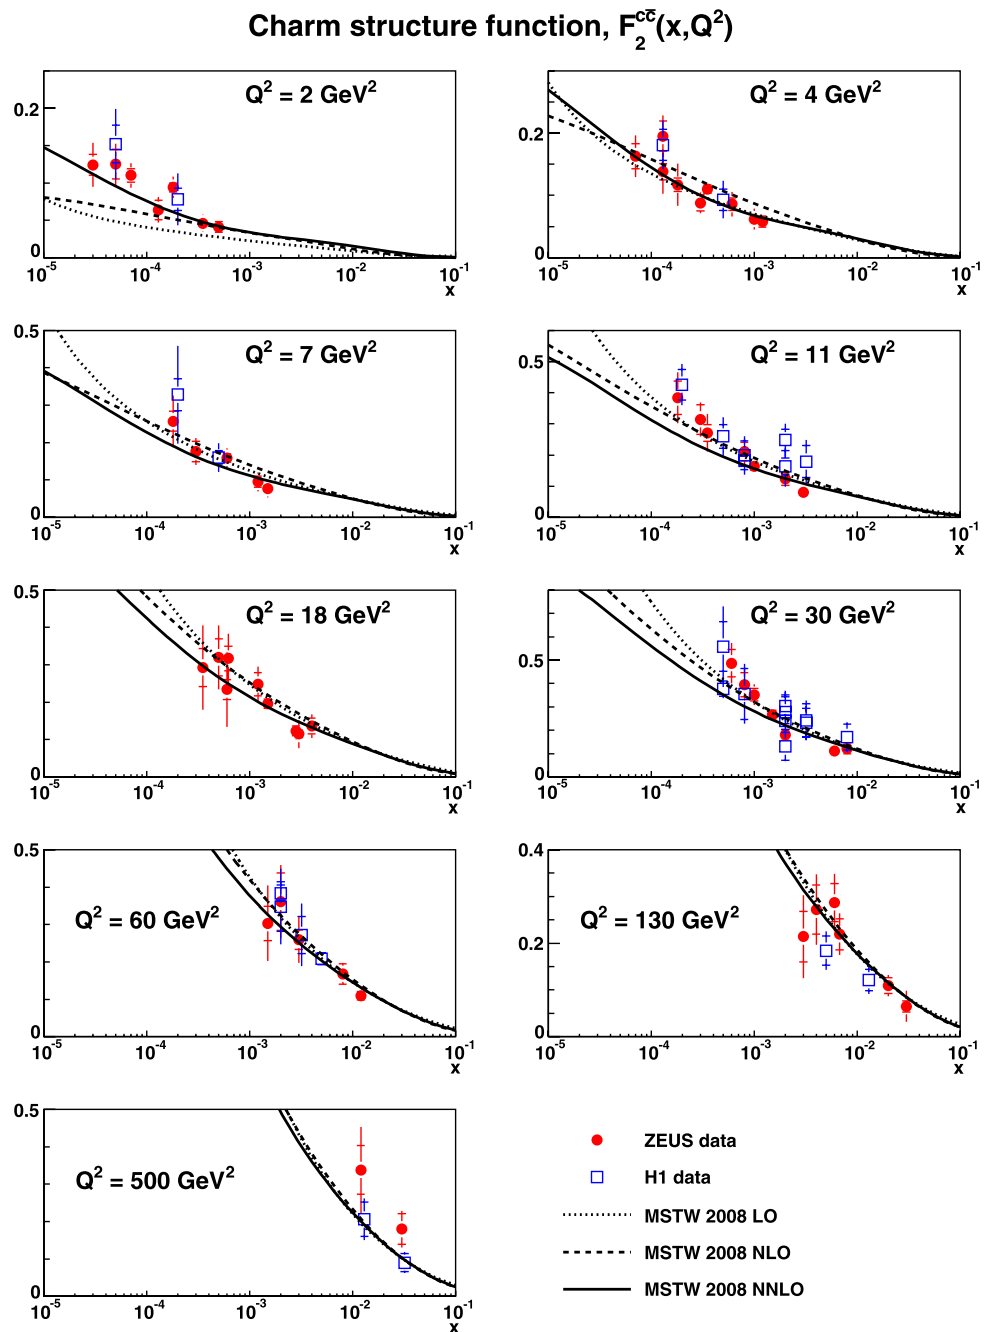 Charm structure function, F₂^cc̄(x,Q²)
Q² = 2 GeV²
0.2
0
10⁻⁵ 10⁻⁴ 10⁻³ 10⁻² 10⁻¹
x
Q² = 4 GeV²
0.2
0
10⁻⁵ 10⁻⁴ 10⁻³ 10⁻² 10⁻¹
x
Q² = 7 GeV²
0.5
0
10⁻⁵ 10⁻⁴ 10⁻³ 10⁻² 10⁻¹
x
Q² = 11 GeV²
0.5
0
10⁻⁵ 10⁻⁴ 10⁻³ 10⁻² 10⁻¹
x
Q² = 18 GeV²
0.5
0
10⁻⁵ 10⁻⁴ 10⁻³ 10⁻² 10⁻¹
x
Q² = 30 GeV²
0.5
0
10⁻⁵ 10⁻⁴ 10⁻³ 10⁻² 10⁻¹
x
0.5
Q² = 60 GeV²
0
10⁻⁵ 10⁻⁴ 10⁻³ 10⁻² 10⁻¹
x
0.4
Q² = 130 GeV²
0.2
0
10⁻⁵ 10⁻⁴ 10⁻³ 10⁻² 10⁻¹
x
0.5
Q² = 500 GeV²
0
10⁻⁵ 10⁻⁴ 10⁻³ 10⁻² 10⁻¹
x
ZEUS data
H1 data
MSTW 2008 LO
MSTW 2008 NLO
MSTW 2008 NNLO